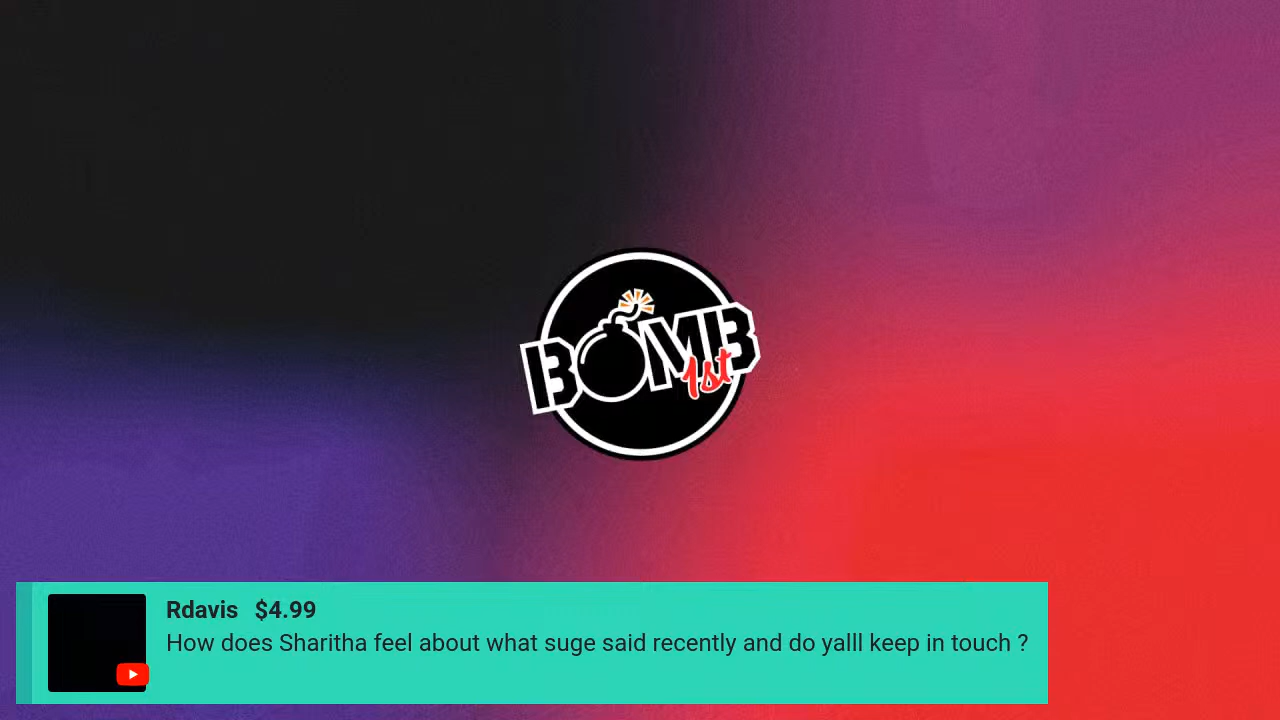 BOMB
1st
Rdavis $4.99
How does Sharitha feel about what suge said recently and do yalll keep in touch ?